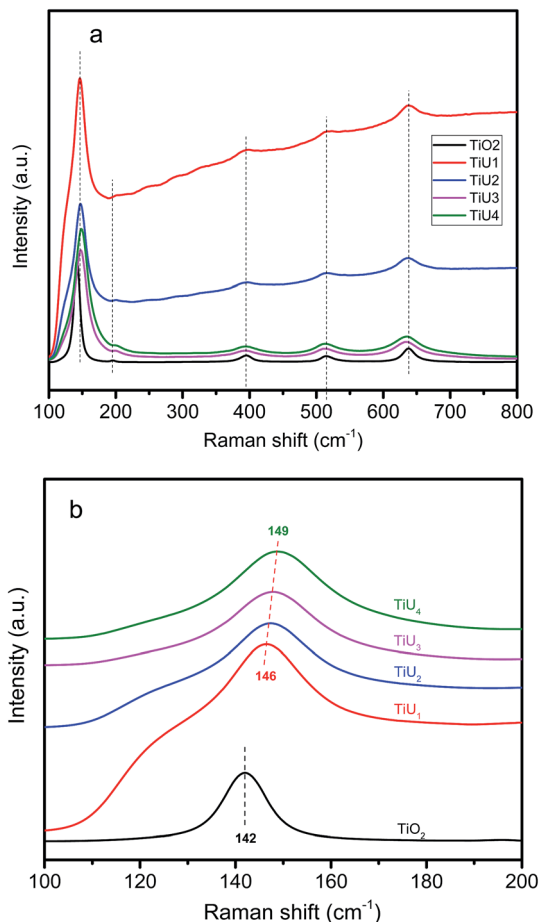 a
Intensity (a.u.)
TiO2
TiU1
TiU2
TiU3
TiU4
100 200 300 400 500 600 700 800
Raman shift (cm⁻¹)
b
Intensity (a.u.)
149
TiU₄
TiU₃
TiU₂
146
TiU₁
142
TiO₂
100 120 140 160 180 200
Raman shift (cm⁻¹)